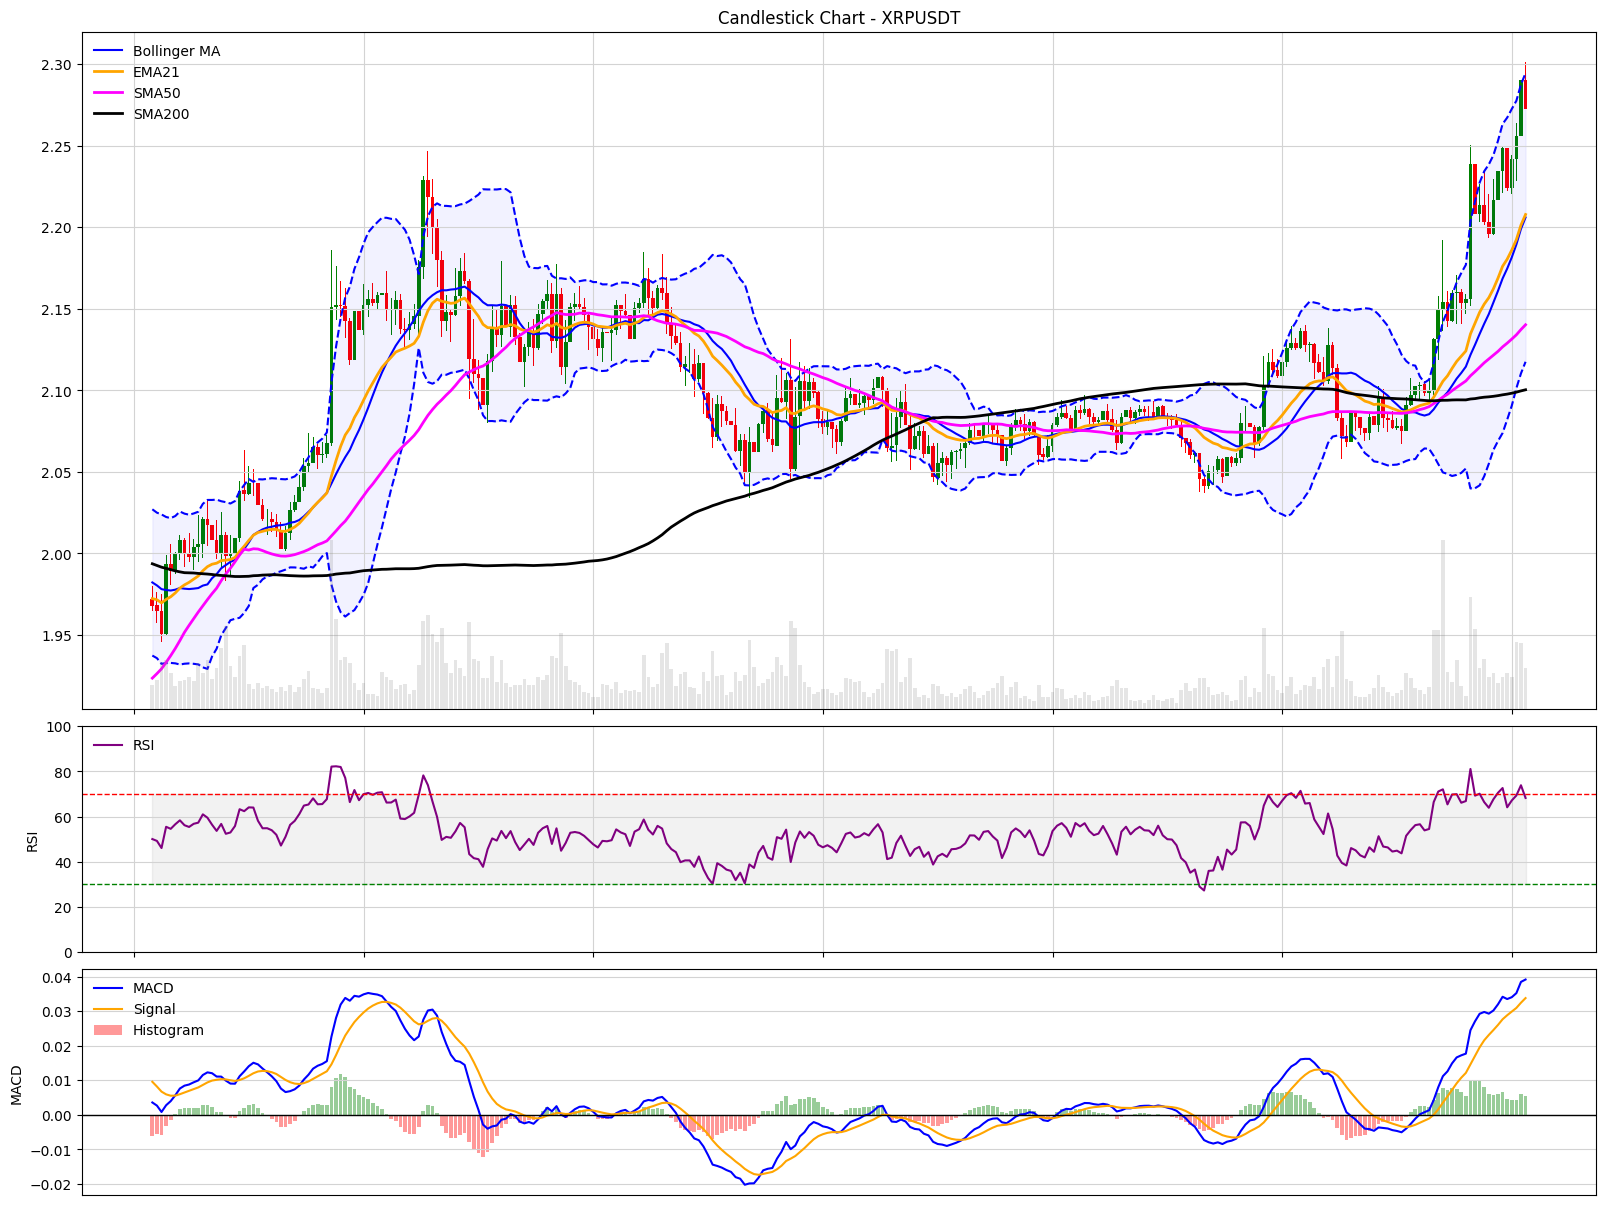 Candlestick Chart - XRPUSDT
Bollinger MA
EMA21
SMA50
SMA200
2.30
2.25
2.20
2.15
2.10
2.05
2.00
1.95
RSI
100
80
60
40
20
0
RSI
MACD
Signal
Histogram
0.04
0.03
0.02
0.01
0.00
−0.01
−0.02
MACD